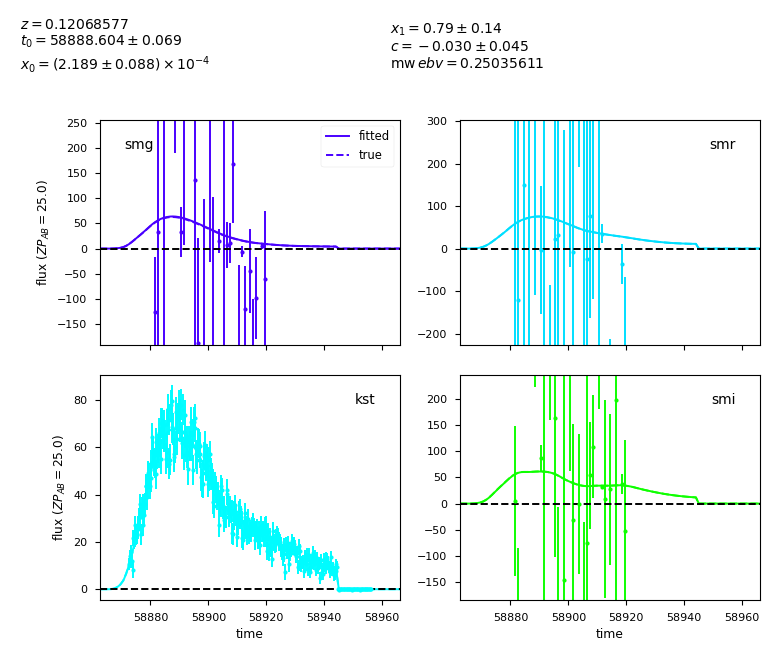 z = 0.12068577
t₀ = 58888.604 ± 0.069
x₀ = (2.189 ± 0.088) × 10⁻⁴
x₁ = 0.79 ± 0.14
c = −0.030 ± 0.045
mw ebv = 0.25035611
smg
fitted
true
250
200
150
100
50
0
−50
−100
−150
flux (ZP_AB = 25.0)
smr
300
200
100
0
−100
−200
kst
80
60
40
20
0
flux (ZP_AB = 25.0)
58880 58900 58920 58940 58960
time
smi
200
150
100
50
0
−50
−100
−150
58880 58900 58920 58940 58960
time